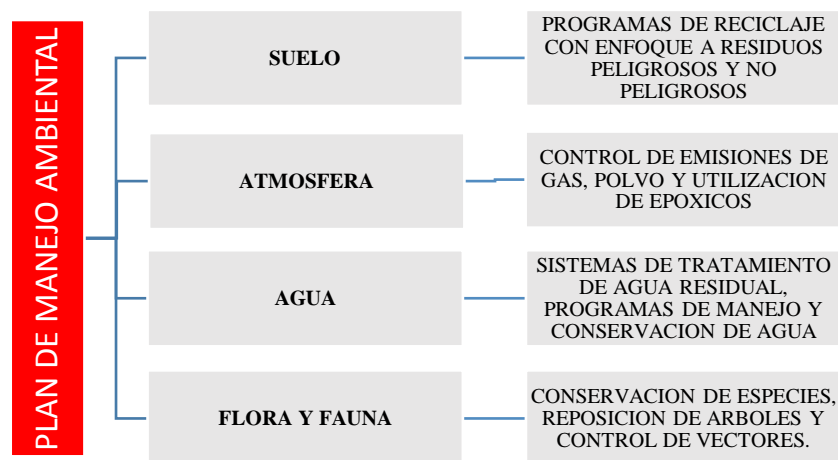 PLAN DE MANEJO AMBIENTAL
SUELO
PROGRAMAS DE RECICLAJE
CON ENFOQUE A RESIDUOS
PELIGROSOS Y NO
PELIGROSOS
ATMOSFERA
CONTROL DE EMISIONES DE
GAS, POLVO Y UTILIZACION
DE EPOXICOS
AGUA
SISTEMAS DE TRATAMIENTO
DE AGUA RESIDUAL,
PROGRAMAS DE MANEJO Y
CONSERVACION DE AGUA
FLORA Y FAUNA
CONSERVACION DE ESPECIES,
REPOSICION DE ARBOLES Y
CONTROL DE VECTORES.